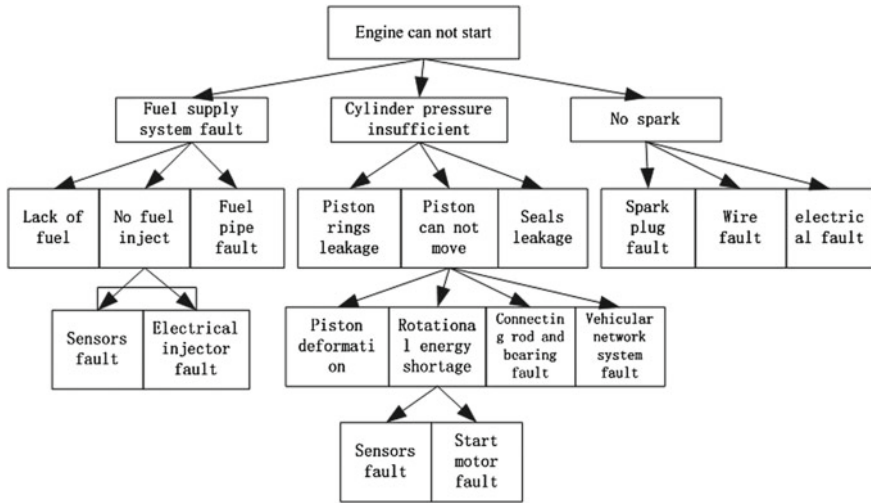 Engine can not start
Fuel supply
system fault
Cylinder pressure
insufficient
No spark
Lack of
fuel
No fuel
inject
Fuel
pipe
fault
Piston
rings
leakage
Piston
can not
move
Seals
leakage
Spark
plug
fault
Wire
fault
electric
al fault
Sensors
fault
Electrical
injector
fault
Piston
deformati
on
Rotationa
l energy
shortage
Connectin
g rod and
bearing
fault
Vehicular
network
system
fault
Sensors
fault
Start
motor
fault